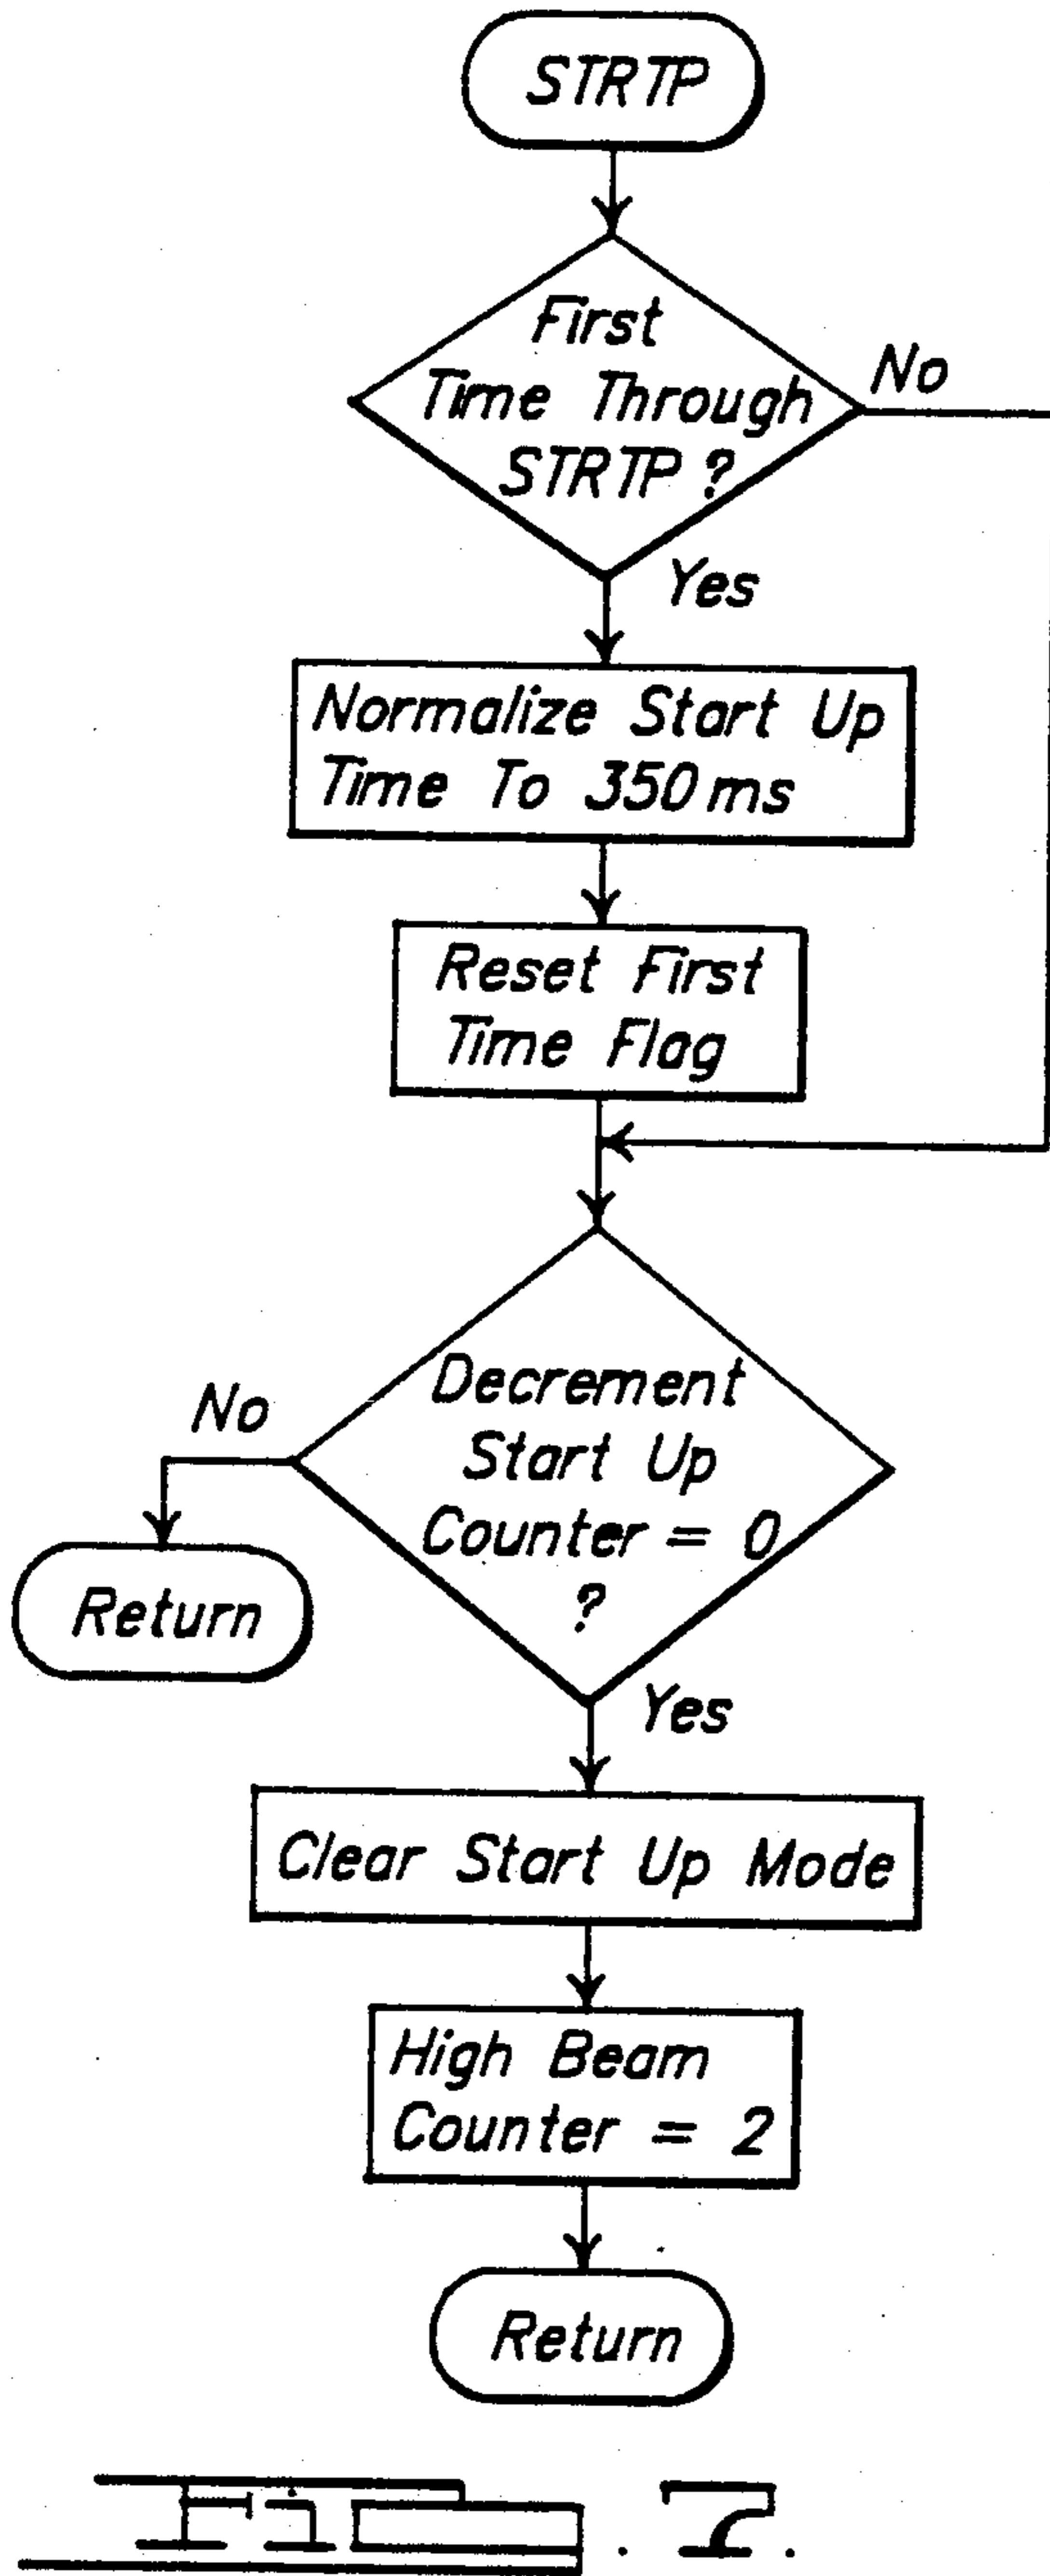 STRTP
First
Time Through
STRTP ?
No
Yes
Normalize Start Up
Time To 350 ms
Reset First
Time Flag
Decrement
Start Up
Counter = 0
?
No
Return
Yes
Clear Start Up Mode
High Beam
Counter = 2
Return
. 7.